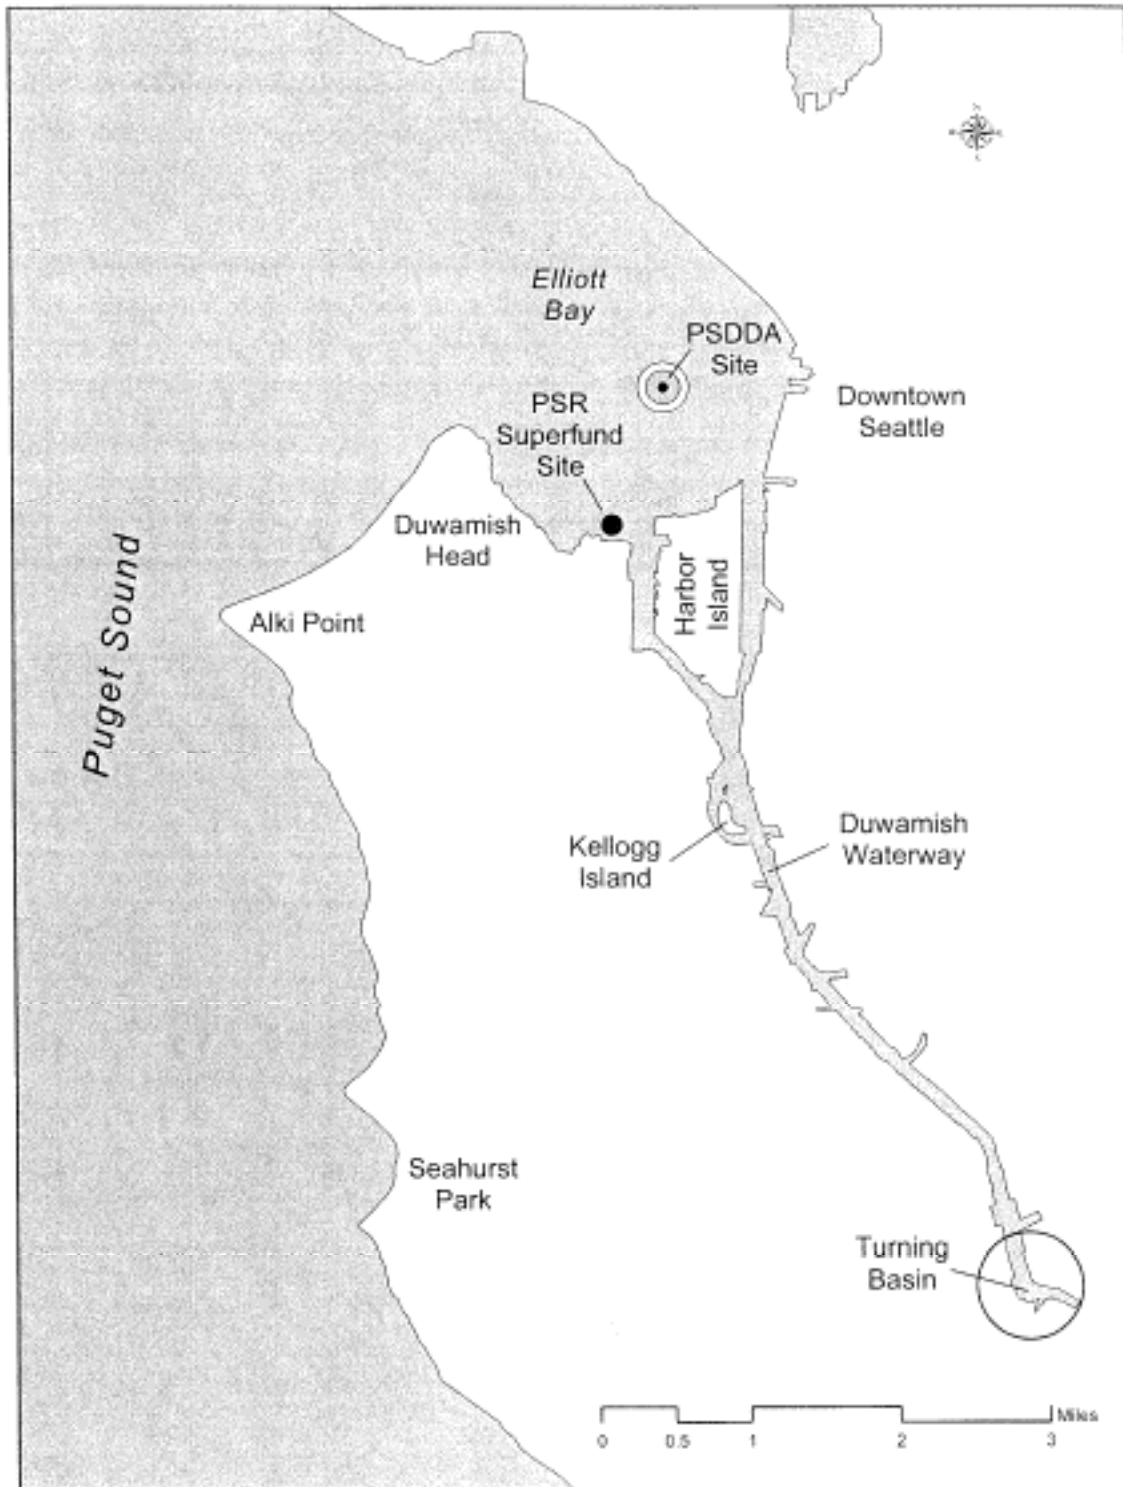 Elliott
Bay
PSDDA
Site
PSR
Superfund
Site
Downtown
Seattle
Duwamish
Head
Harbor
Island
Alki Point
Puget Sound
Kellogg
Island
Duwamish
Waterway
Seahurst
Park
Turning
Basin
Miles
0 0.5 1 2 3